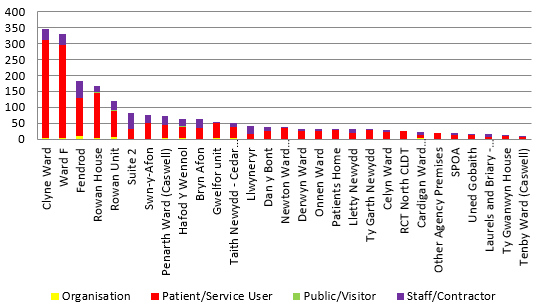 400
350
300
250
200
150
100
50
0
Clyne Ward
Ward F
Fendrod
Rowan House
Rowan Unit
Suite 2
Swn-y-Afon
Penarth Ward (Caswell)
Hafod Y Wennol
Bryn Afon
Gwelfor unit
Taith Newydd - Cedar...
Llwyneryr
Dan y Bont
Newton Ward...
Derwyn Ward
Onnen Ward
Patients Home
Lletty Newydd
Ty Garth Newydd
Celyn Ward
RCT North CLDT
Cardigan Ward...
Other Agency Premises
SPOA
Uned Gobaith
Laurels and Briary -...
Ty Gwanwyn House
Tenby Ward (Caswell)
Organisation
Patient/Service User
Public/Visitor
Staff/Contractor